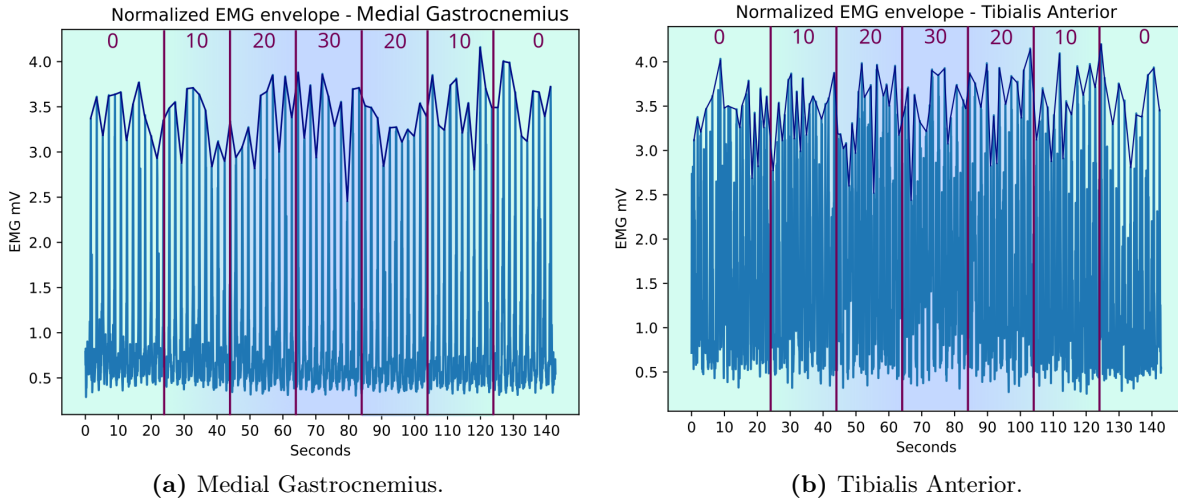 Normalized EMG envelope - Medial Gastrocnemius
0 10 20 30 20 10 0
4.0
3.5
3.0
2.5
2.0
1.5
1.0
0.5
EMG mV
0 10 20 30 40 50 60 70 80 90 100 110 120 130 140
Seconds
(a) Medial Gastrocnemius.
Normalized EMG envelope - Tibialis Anterior
0 10 20 30 20 10 0
4.0
3.5
3.0
2.5
2.0
1.5
1.0
0.5
EMG mV
0 10 20 30 40 50 60 70 80 90 100 110 120 130 140
Seconds
(b) Tibialis Anterior.